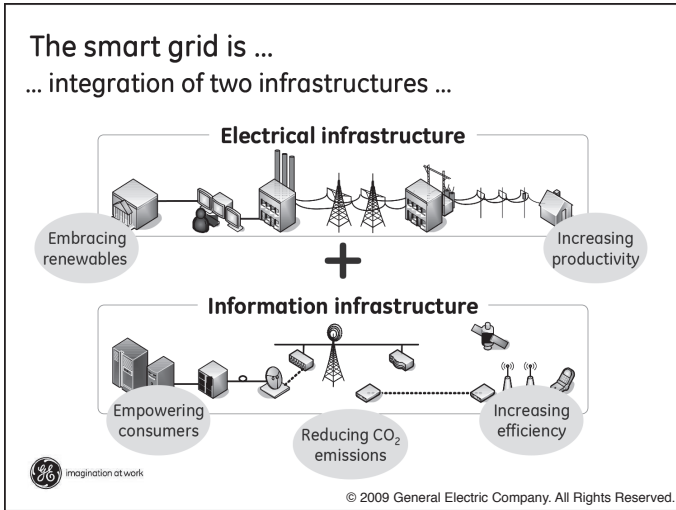 The smart grid is ...
... integration of two infrastructures ...
Electrical infrastructure
Embracing
renewables
Increasing
productivity
+
Information infrastructure
Empowering
consumers
Reducing CO₂
emissions
Increasing
efficiency
GE
imagination at work
© 2009 General Electric Company. All Rights Reserved.